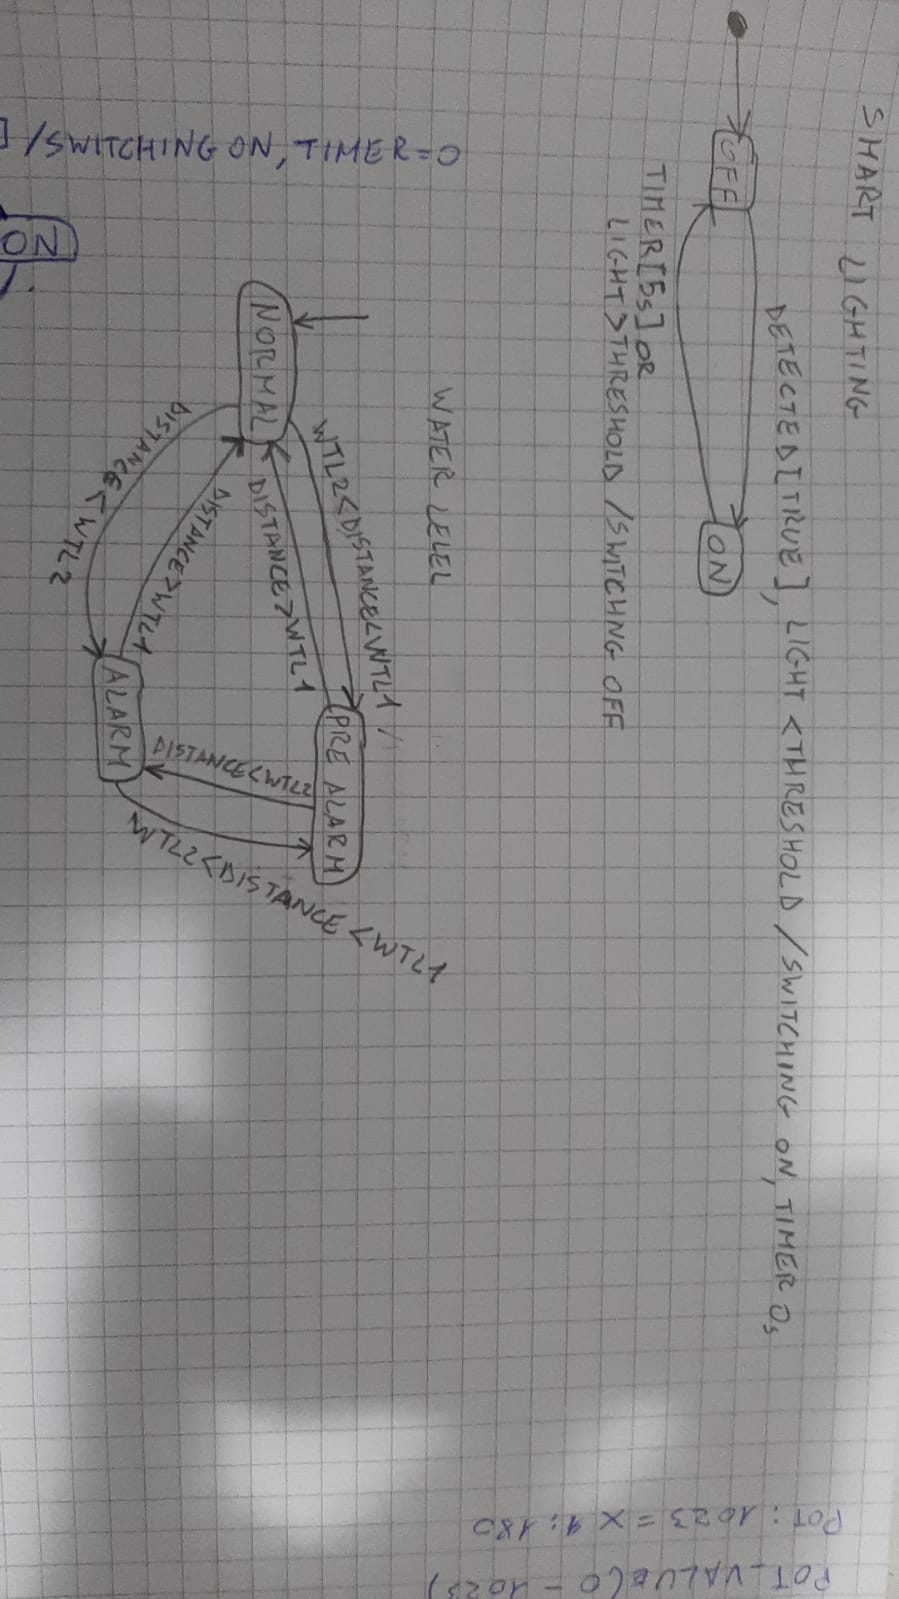 SMART LIGHTING
DETECTED[TRUE], LIGHT < THRESHOLD / SWITCHING ON, TIMER 0s
OFF
ON
TIMER[5s] OR
LIGHT > THRESHOLD / SWITCHNG OFF
POT_VALUE(0 - 1023)
POT : 1023 = X 1 : 180
WATER LELEL
WTL2 < DISTANCE < WTL1 /
PRE ALARM
DISTANCE > WTL1
NORMAL
DISTANCE < WTL2
WTL2 < DISTANCE < WTL1
DISTANCE > WTL1
DISTANCE < WTL2
ALARM
] / SWITCHING ON, TIMER = 0
ON